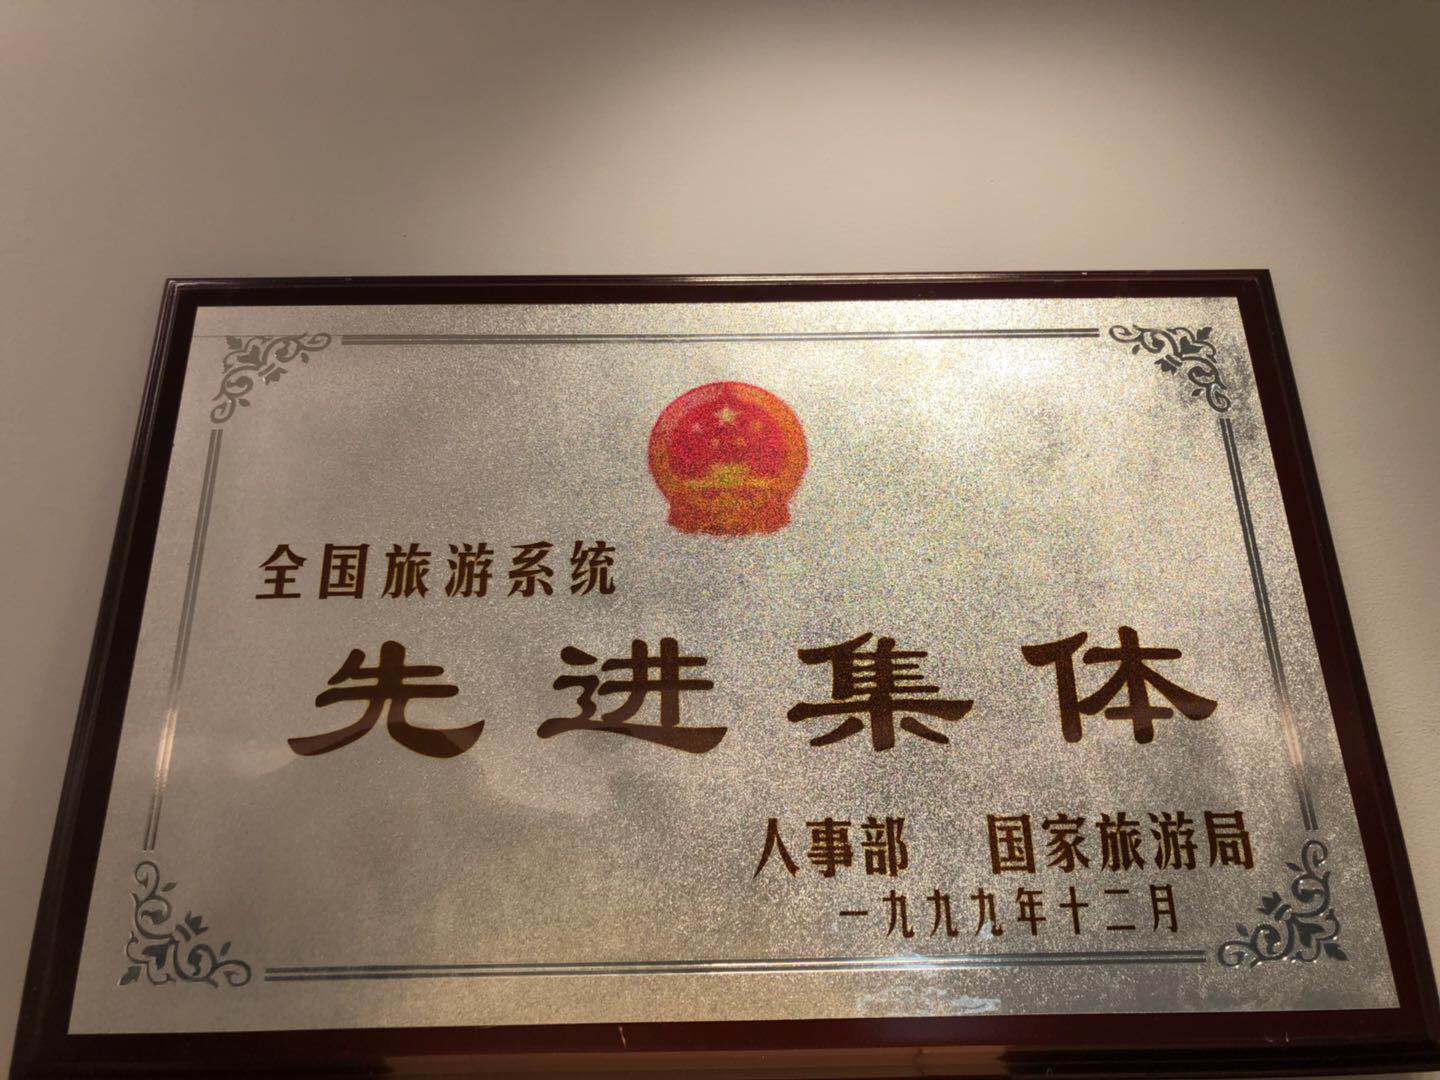 全国旅游系统
先进集体
人事部 国家旅游局
一九九九年十二月